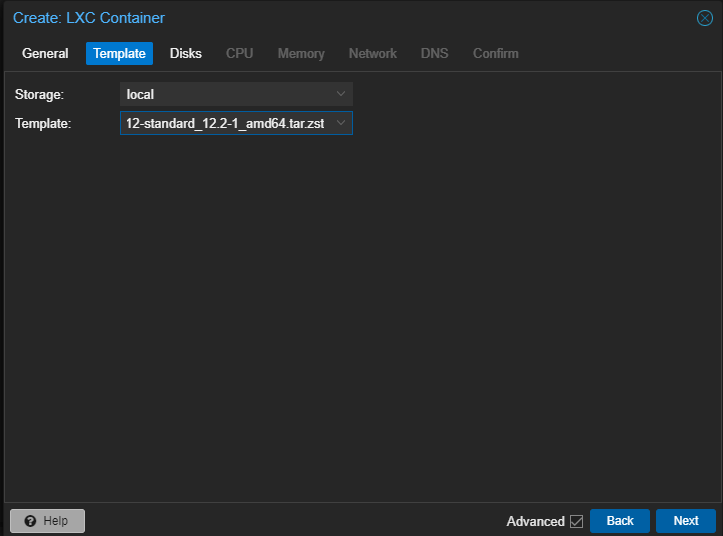 Create: LXC Container
General Template Disks CPU Memory Network DNS Confirm
Storage: local
Template: 12-standard_12.2-1_amd64.tar.zst
Help Advanced Back Next